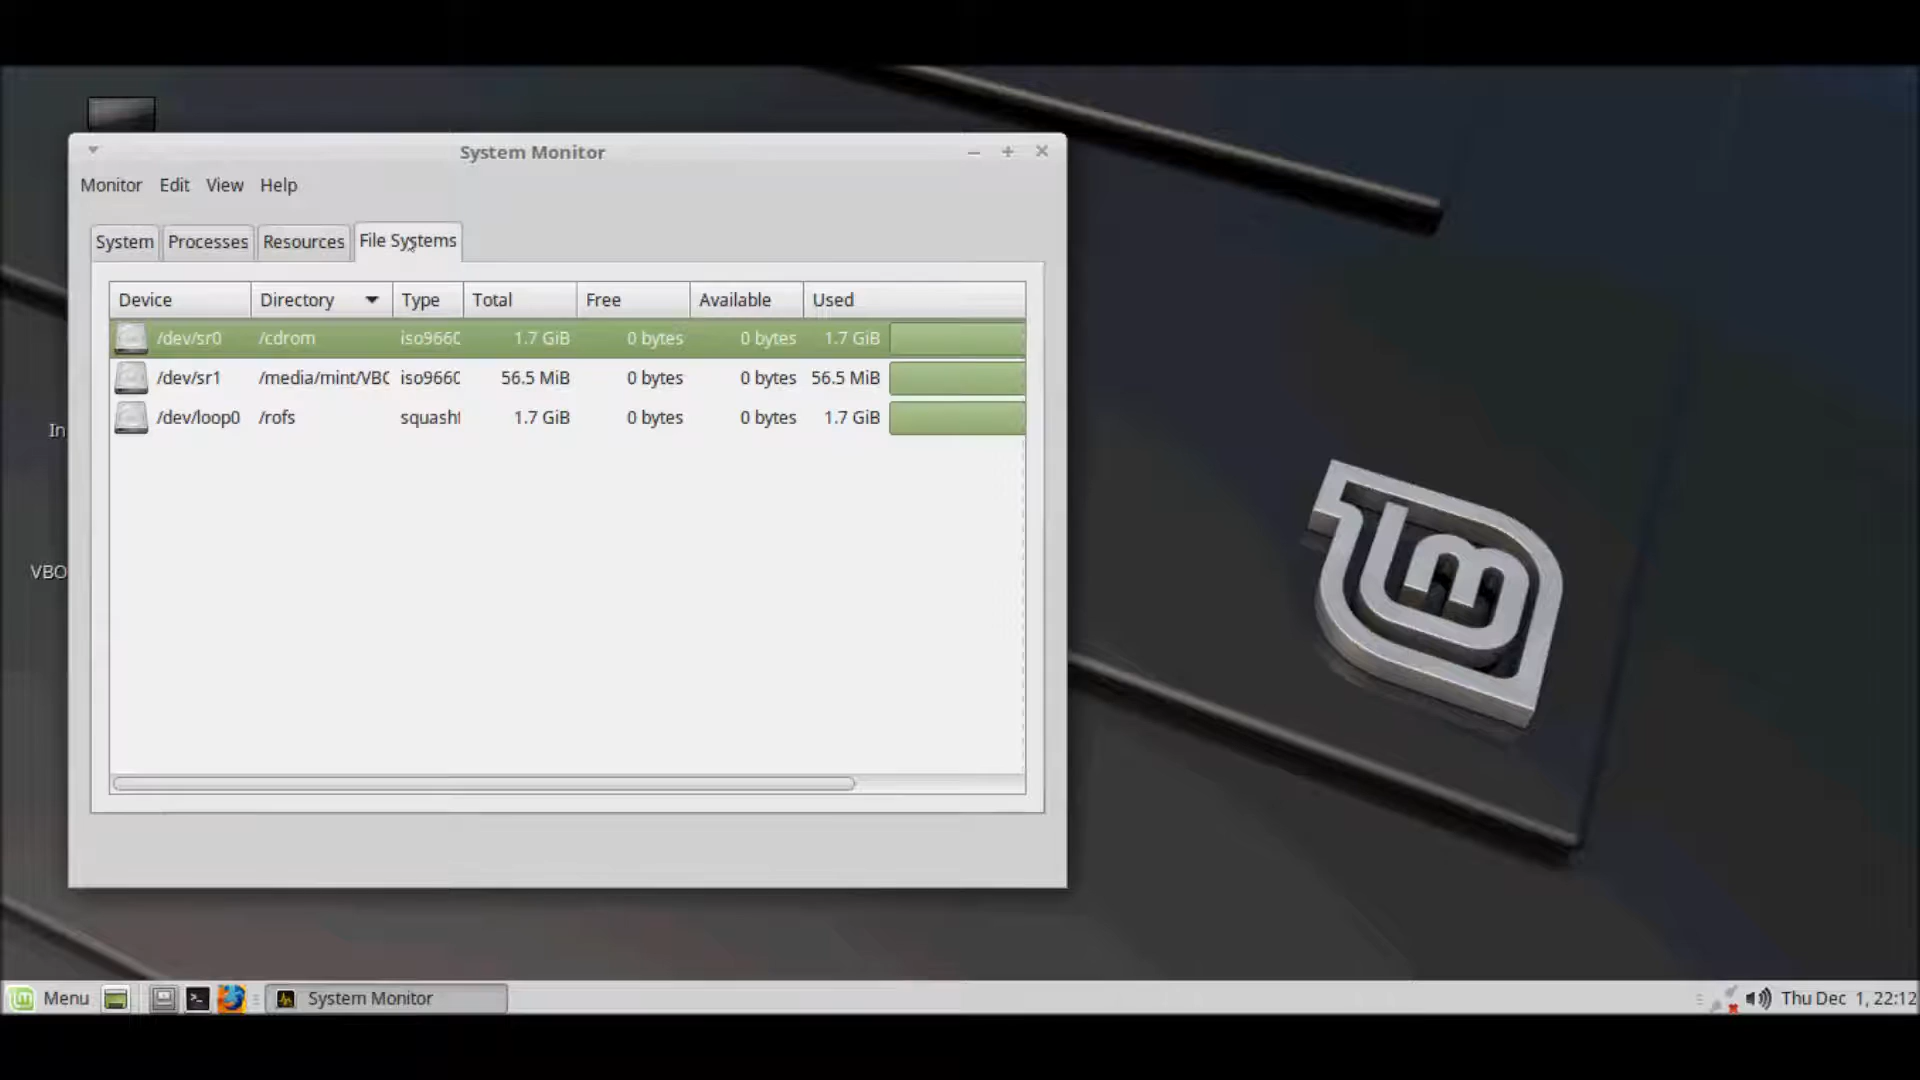 System Monitor
Monitor Edit View Help
System Processes Resources File Systems
Device Directory Type Total Free Available Used
/dev/sr0 /cdrom iso9660 1.7 GiB 0 bytes 0 bytes 1.7 GiB
/dev/sr1 /media/mint/VBO iso9660 56.5 MiB 0 bytes 0 bytes 56.5 MiB
/dev/loop0 /rofs squashf 1.7 GiB 0 bytes 0 bytes 1.7 GiB
In
VBO
Menu System Monitor Thu Dec 1, 22:12